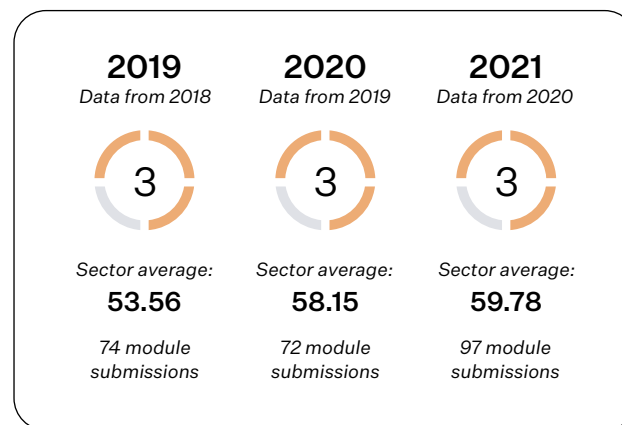 2019
Data from 2018
3
Sector average:
53.56
74 module
submissions
2020
Data from 2019
3
Sector average:
58.15
72 module
submissions
2021
Data from 2020
3
Sector average:
59.78
97 module
submissions